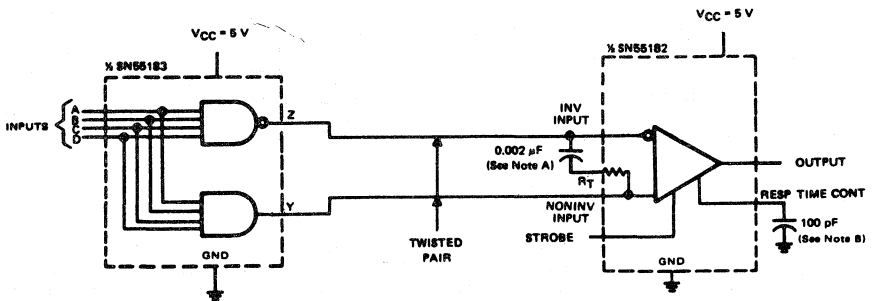 VCC = 5 V
½ SN55183
INPUTS
A
B
C
D
Z
Y
GND
TWISTED
PAIR
VCC = 5 V
½ SN55182
INV
INPUT
0.002 µF
(See Note A)
RT
NONINV
INPUT
STROBE
OUTPUT
RESP TIME CONT
100 pF
(See Note B)
GND